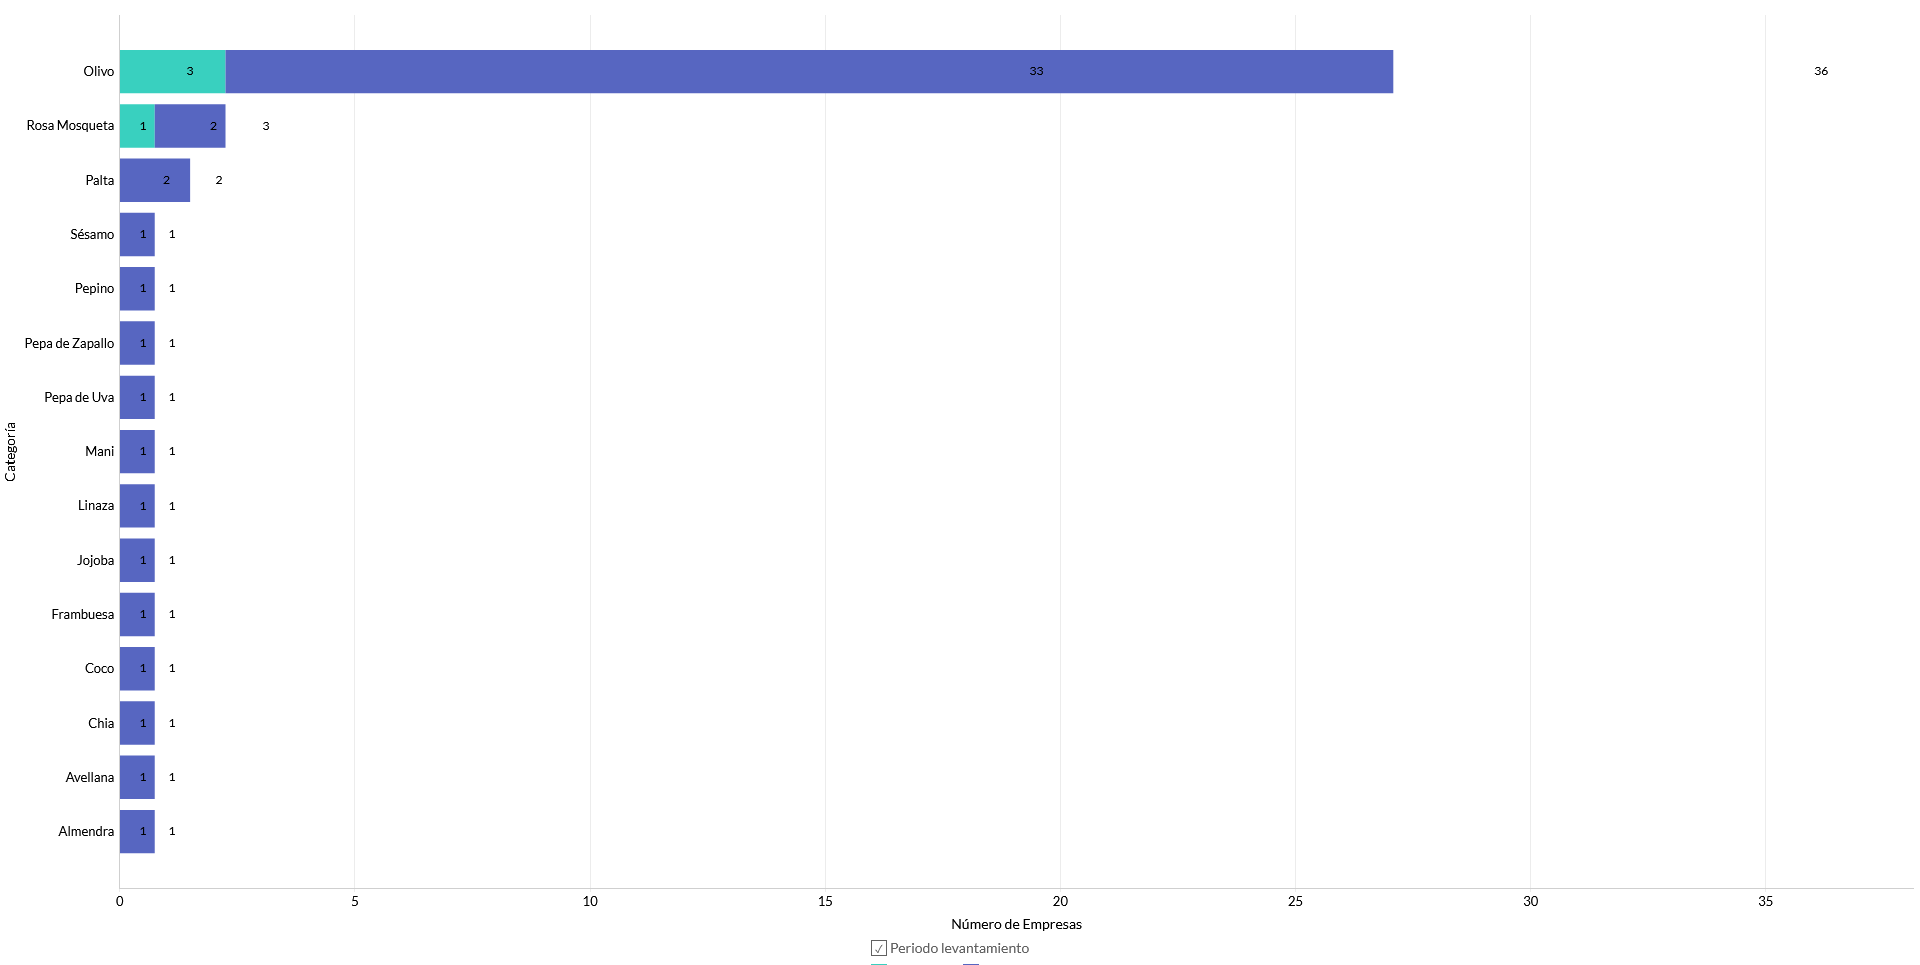 Olivo 3 33 36
Rosa Mosqueta 1 2 3
Palta 2 2
Sésamo 1 1
Pepino 1 1
Pepa de Zapallo 1 1
Pepa de Uva 1 1
Mani 1 1
Linaza 1 1
Jojoba 1 1
Frambuesa 1 1
Coco 1 1
Chia 1 1
Avellana 1 1
Almendra 1 1
Categoría
0 5 10 15 20 25 30 35
Número de Empresas
Periodo levantamiento